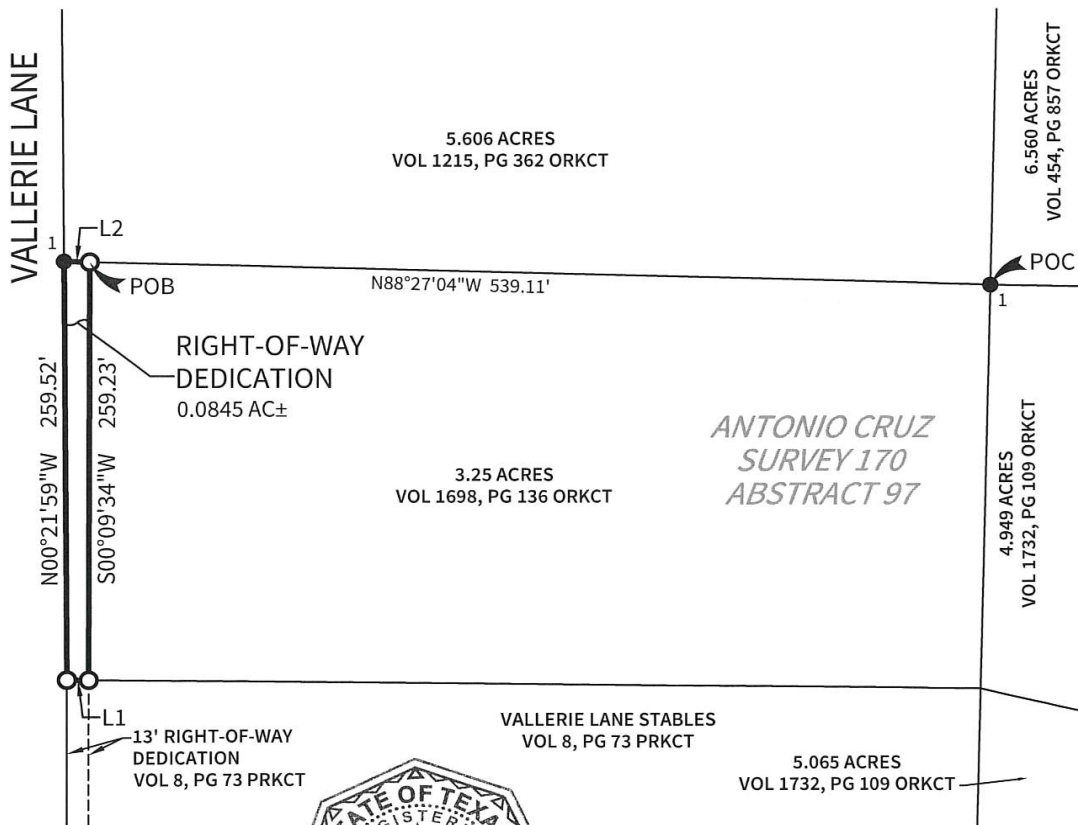 VALLERIE LANE
5.606 ACRES
VOL 1215, PG 362 ORKCT
6.560 ACRES
VOL 454, PG 857 ORKCT
1
L2
POB
N88°27'04"W 539.11'
POC
1
RIGHT-OF-WAY
DEDICATION
0.0845 AC±
N00°21'59"W 259.52'
S00°09'34"W 259.23'
ANTONIO CRUZ
SURVEY 170
ABSTRACT 97
3.25 ACRES
VOL 1698, PG 136 ORKCT
4.949 ACRES
VOL 1732, PG 109 ORKCT
L1
13' RIGHT-OF-WAY
DEDICATION
VOL 8, PG 73 PRKCT
VALLERIE LANE STABLES
VOL 8, PG 73 PRKCT
5.065 ACRES
VOL 1732, PG 109 ORKCT
OF